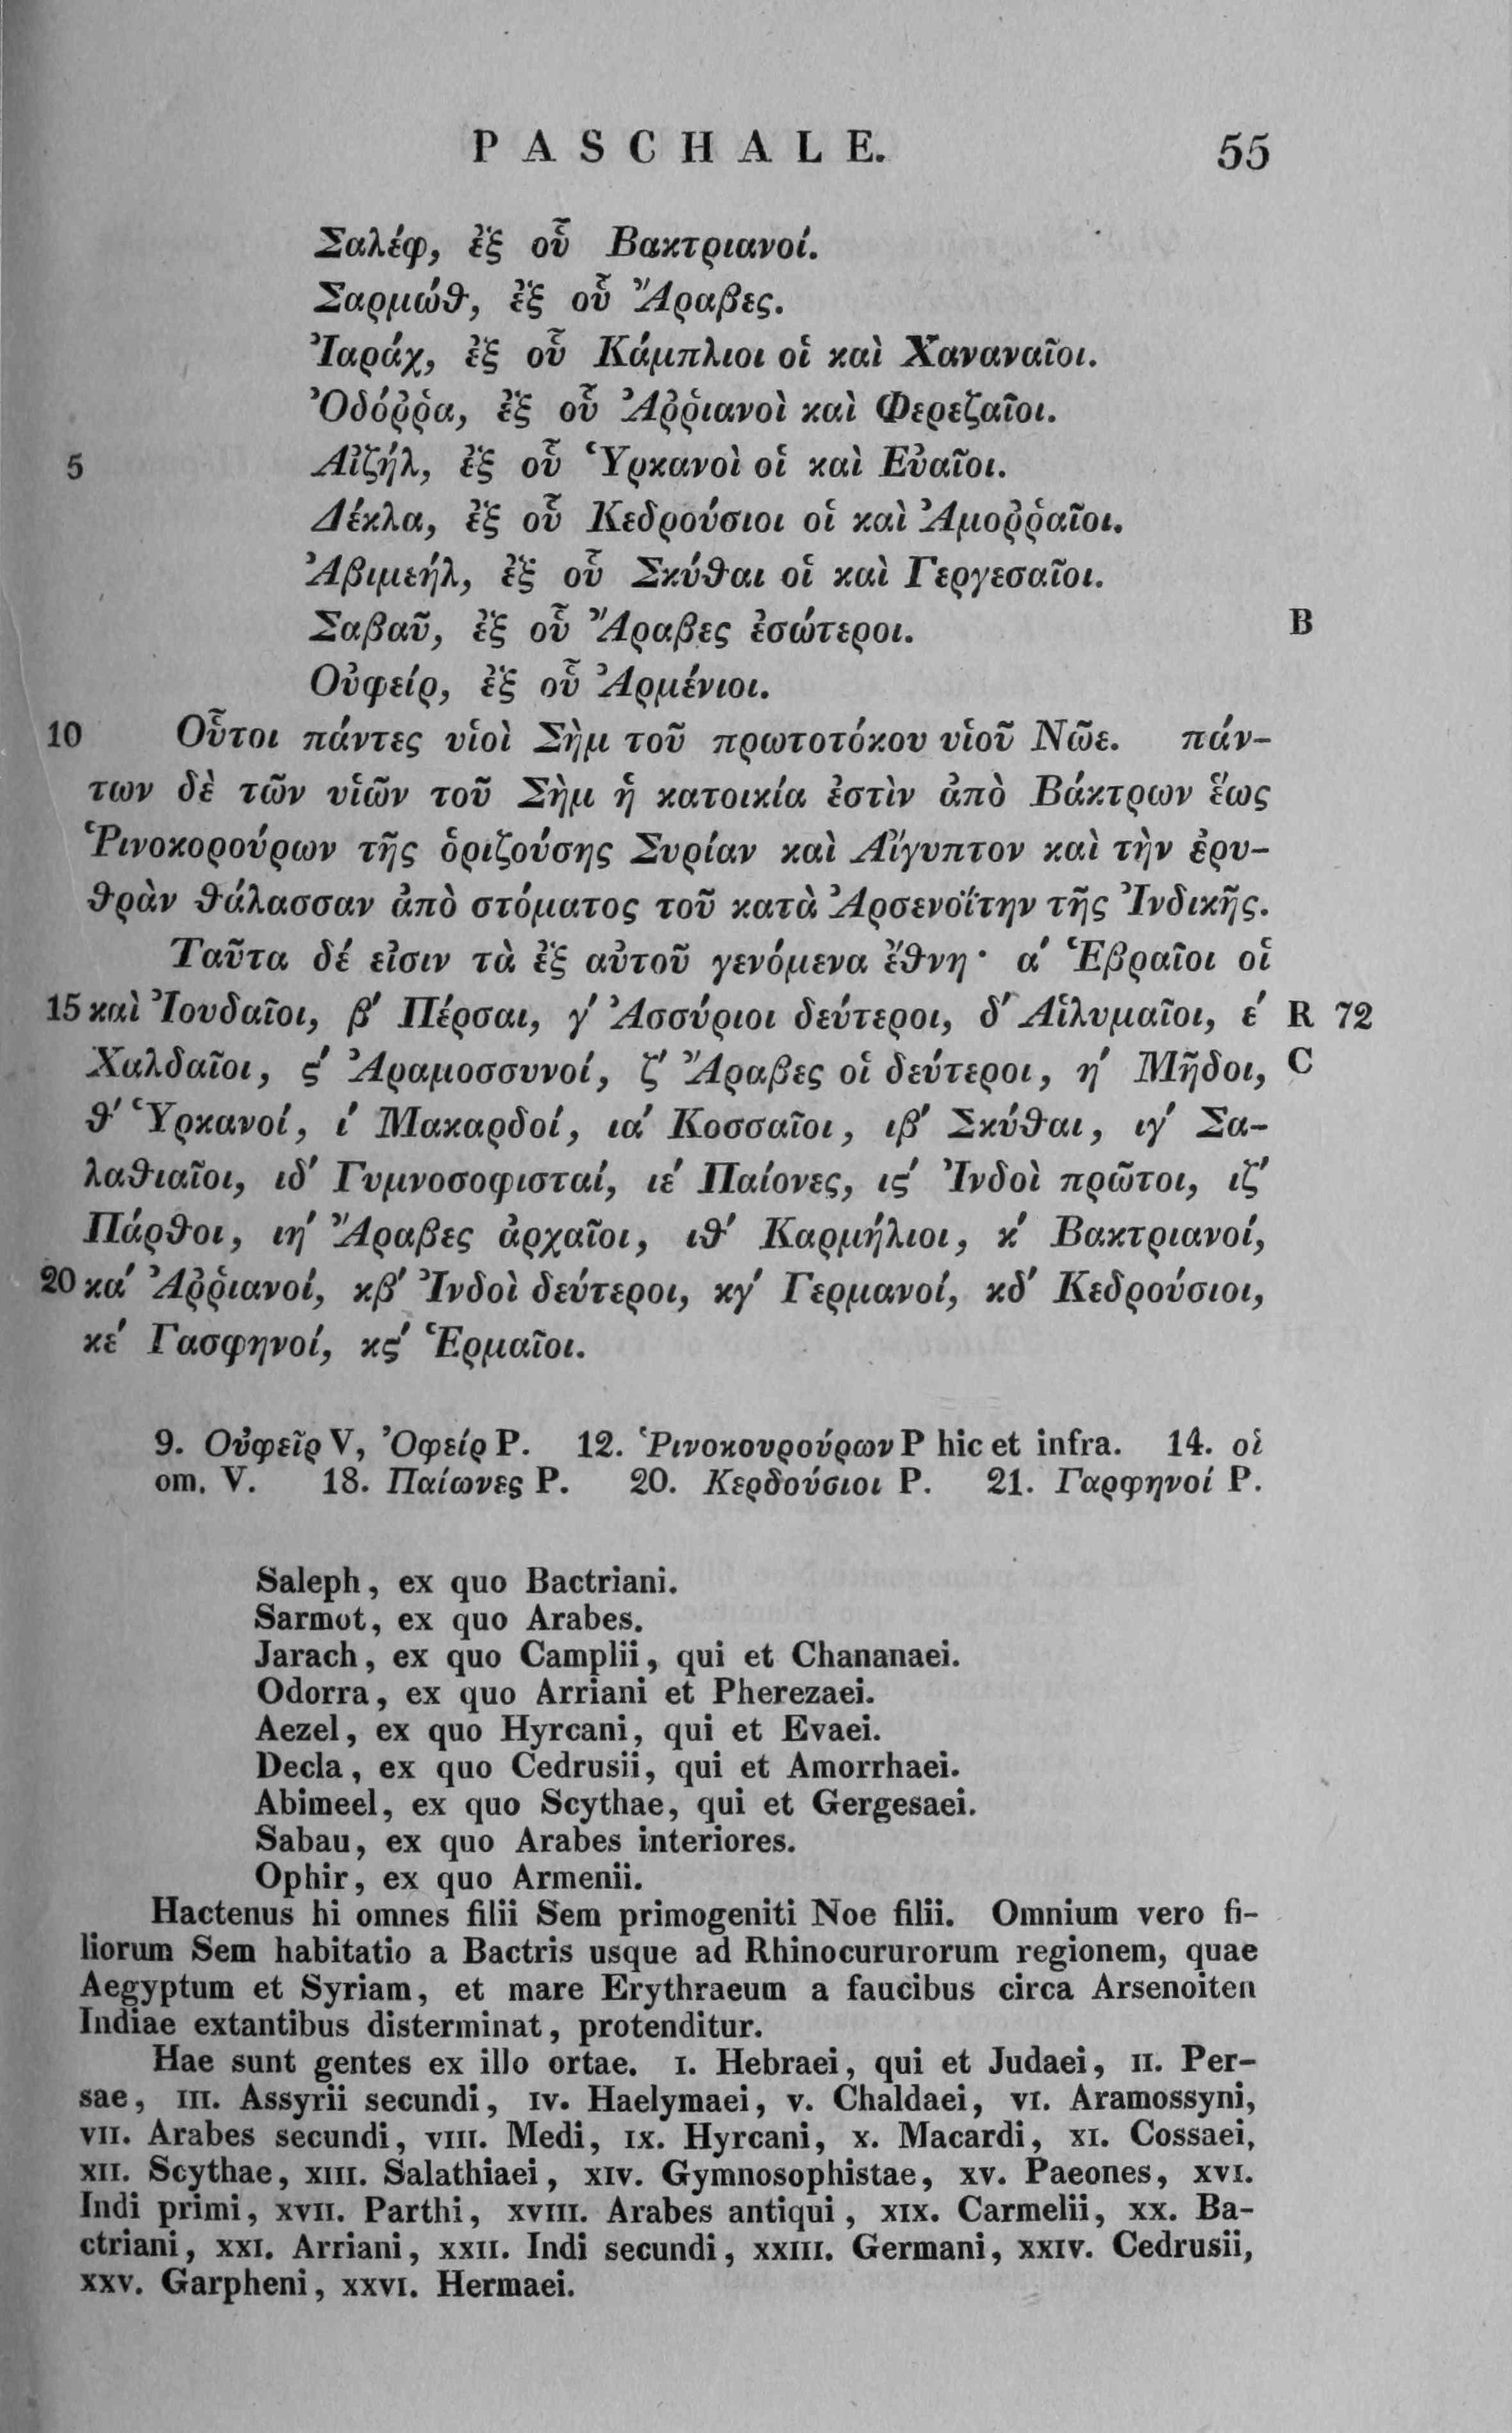 PASCHALE. 55
Σαλέφ, ἐξ οὗ Βακτριανοί.
Σαρμώθ, ἐξ οὗ Ἄραβες.
Ἰαράχ, ἐξ οὗ Κάμπλιοι οἱ καὶ Χαναναῖοι.
Ὀδόῤῥα, ἐξ οὗ Ἀῤῥιανοὶ καὶ Φερεζαῖοι.
5 Αἰζήλ, ἐξ οὗ Ὑρκανοὶ οἱ καὶ Εὐαῖοι.
Δέκλα, ἐξ οὗ Κεδρούσιοι οἱ καὶ Ἀμοῤῥαῖοι.
Ἀβιμεήλ, ἐξ οὗ Σκύθαι οἱ καὶ Γεργεσαῖοι.
Σαβαῦ, ἐξ οὗ Ἄραβες ἐσώτεροι. B
Οὐφείρ, ἐξ οὗ Ἀρμένιοι.
10 Οὗτοι πάντες υἱοὶ Σὴμ τοῦ πρωτοτόκου υἱοῦ Νῶε. πάν-
των δὲ τῶν υἱῶν τοῦ Σὴμ ἡ κατοικία ἐστὶν ἀπὸ Βάκτρων ἕως
Ῥινοκορούρων τῆς ὁριζούσης Συρίαν καὶ Αἴγυπτον καὶ τὴν ἐρυ-
θρὰν θάλασσαν ἀπὸ στόματος τοῦ κατὰ Ἀρσενοΐτην τῆς Ἰνδικῆς.
Ταῦτα δέ εἰσιν τὰ ἐξ αὐτοῦ γενόμενα ἔθνη· α΄ Ἑβραῖοι οἱ
15 καὶ Ἰουδαῖοι, β΄ Πέρσαι, γ΄ Ἀσσύριοι δεύτεροι, δ΄ Αἱλυμαῖοι, ε΄ R 72
Χαλδαῖοι, ϛ΄ Ἀραμοσσυνοί, ζ΄ Ἄραβες οἱ δεύτεροι, η΄ Μῆδοι, C
θ΄ Ὑρκανοί, ι΄ Μακαρδοί, ια΄ Κοσσαῖοι, ιβ΄ Σκύθαι, ιγ΄ Σα-
λαθιαῖοι, ιδ΄ Γυμνοσοφισταί, ιε΄ Παίονες, ιϛ΄ Ἰνδοὶ πρῶτοι, ιζ΄
Πάρθοι, ιη΄ Ἄραβες ἀρχαῖοι, ιθ΄ Καρμήλιοι, κ΄ Βακτριανοί,
20 κα΄ Ἀῤῥιανοί, κβ΄ Ἰνδοὶ δεύτεροι, κγ΄ Γερμανοί, κδ΄ Κεδρούσιοι,
κε΄ Γασφηνοί, κϛ΄ Ἑρμαῖοι.
9. Οὐφεῖρ V, Ὀφείρ P. 12. Ῥινοκουρούρων P hic et infra. 14. οἱ
om. V. 18. Παίωνες P. 20. Κερδούσιοι P. 21. Γαρφηνοί P.
Saleph, ex quo Bactriani.
Sarmot, ex quo Arabes.
Jarach, ex quo Camplii, qui et Chananaei.
Odorra, ex quo Arriani et Pherezaei.
Aezel, ex quo Hyrcani, qui et Evaei.
Decla, ex quo Cedrusii, qui et Amorrhaei.
Abimeel, ex quo Scythae, qui et Gergesaei.
Sabau, ex quo Arabes interiores.
Ophir, ex quo Armenii.
Hactenus hi omnes filii Sem primogeniti Noe filii. Omnium vero fi-
liorum Sem habitatio a Bactris usque ad Rhinocururorum regionem, quae
Aegyptum et Syriam, et mare Erythraeum a faucibus circa Arsenoiten
Indiae extantibus disterminat, protenditur.
Hae sunt gentes ex illo ortae. I. Hebraei, qui et Judaei, II. Per-
sae, III. Assyrii secundi, IV. Haelymaei, V. Chaldaei, VI. Aramossyni,
VII. Arabes secundi, VIII. Medi, IX. Hyrcani, X. Macardi, XI. Cossaei,
XII. Scythae, XIII. Salathiaei, XIV. Gymnosophistae, XV. Paeones, XVI.
Indi primi, XVII. Parthi, XVIII. Arabes antiqui, XIX. Carmelii, XX. Ba-
ctriani, XXI. Arriani, XXII. Indi secundi, XXIII. Germani, XXIV. Cedrusii,
XXV. Garpheni, XXVI. Hermaei.